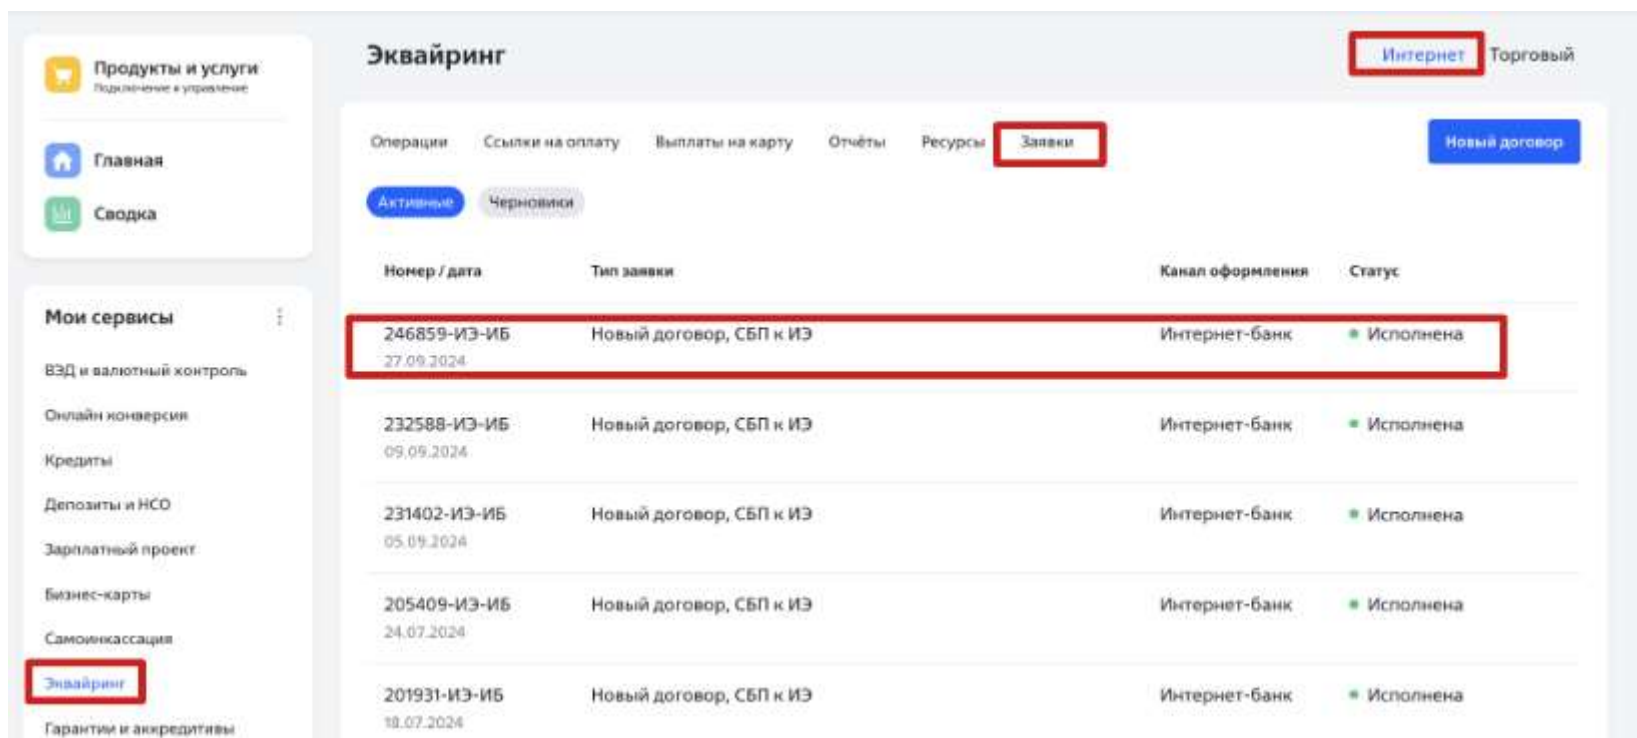 Продукты и услуги
Подключение и управление
Главная
Сводка
Мои сервисы
ВЭД и валютный контроль
Онлайн конверсия
Кредиты
Депозиты и НСО
Зарплатный проект
Бизнес-карты
Самоинкассация
Эквайринг
Гарантии и аккредитивы
Эквайринг
Интернет Торговый
Операции Ссылки на оплату Выплаты на карту Отчёты Ресурсы Заявки Новый договор
Активные Черновики
Номер / дата Тип заявки Канал оформления Статус
246859-ИЭ-ИБ Новый договор, СБП к ИЭ Интернет-банк Исполнена
27.09.2024
232588-ИЭ-ИБ Новый договор, СБП к ИЭ Интернет-банк Исполнена
09.09.2024
231402-ИЭ-ИБ Новый договор, СБП к ИЭ Интернет-банк Исполнена
05.09.2024
205409-ИЭ-ИБ Новый договор, СБП к ИЭ Интернет-банк Исполнена
24.07.2024
201931-ИЭ-ИБ Новый договор, СБП к ИЭ Интернет-банк Исполнена
18.07.2024